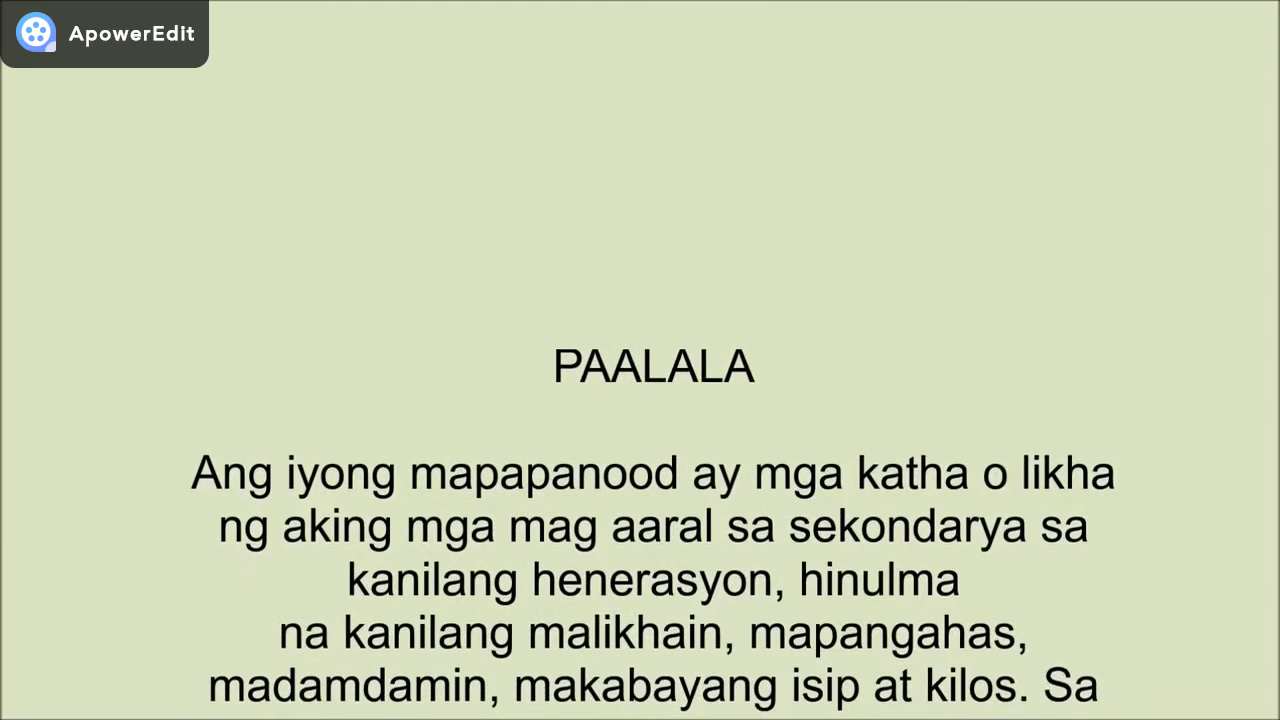 ApowerEdit
PAALALA
Ang iyong mapapanood ay mga katha o likha
ng aking mga mag aaral sa sekondarya sa
kanilang henerasyon, hinulma
na kanilang malikhain, mapangahas,
madamdamin, makabayang isip at kilos. Sa